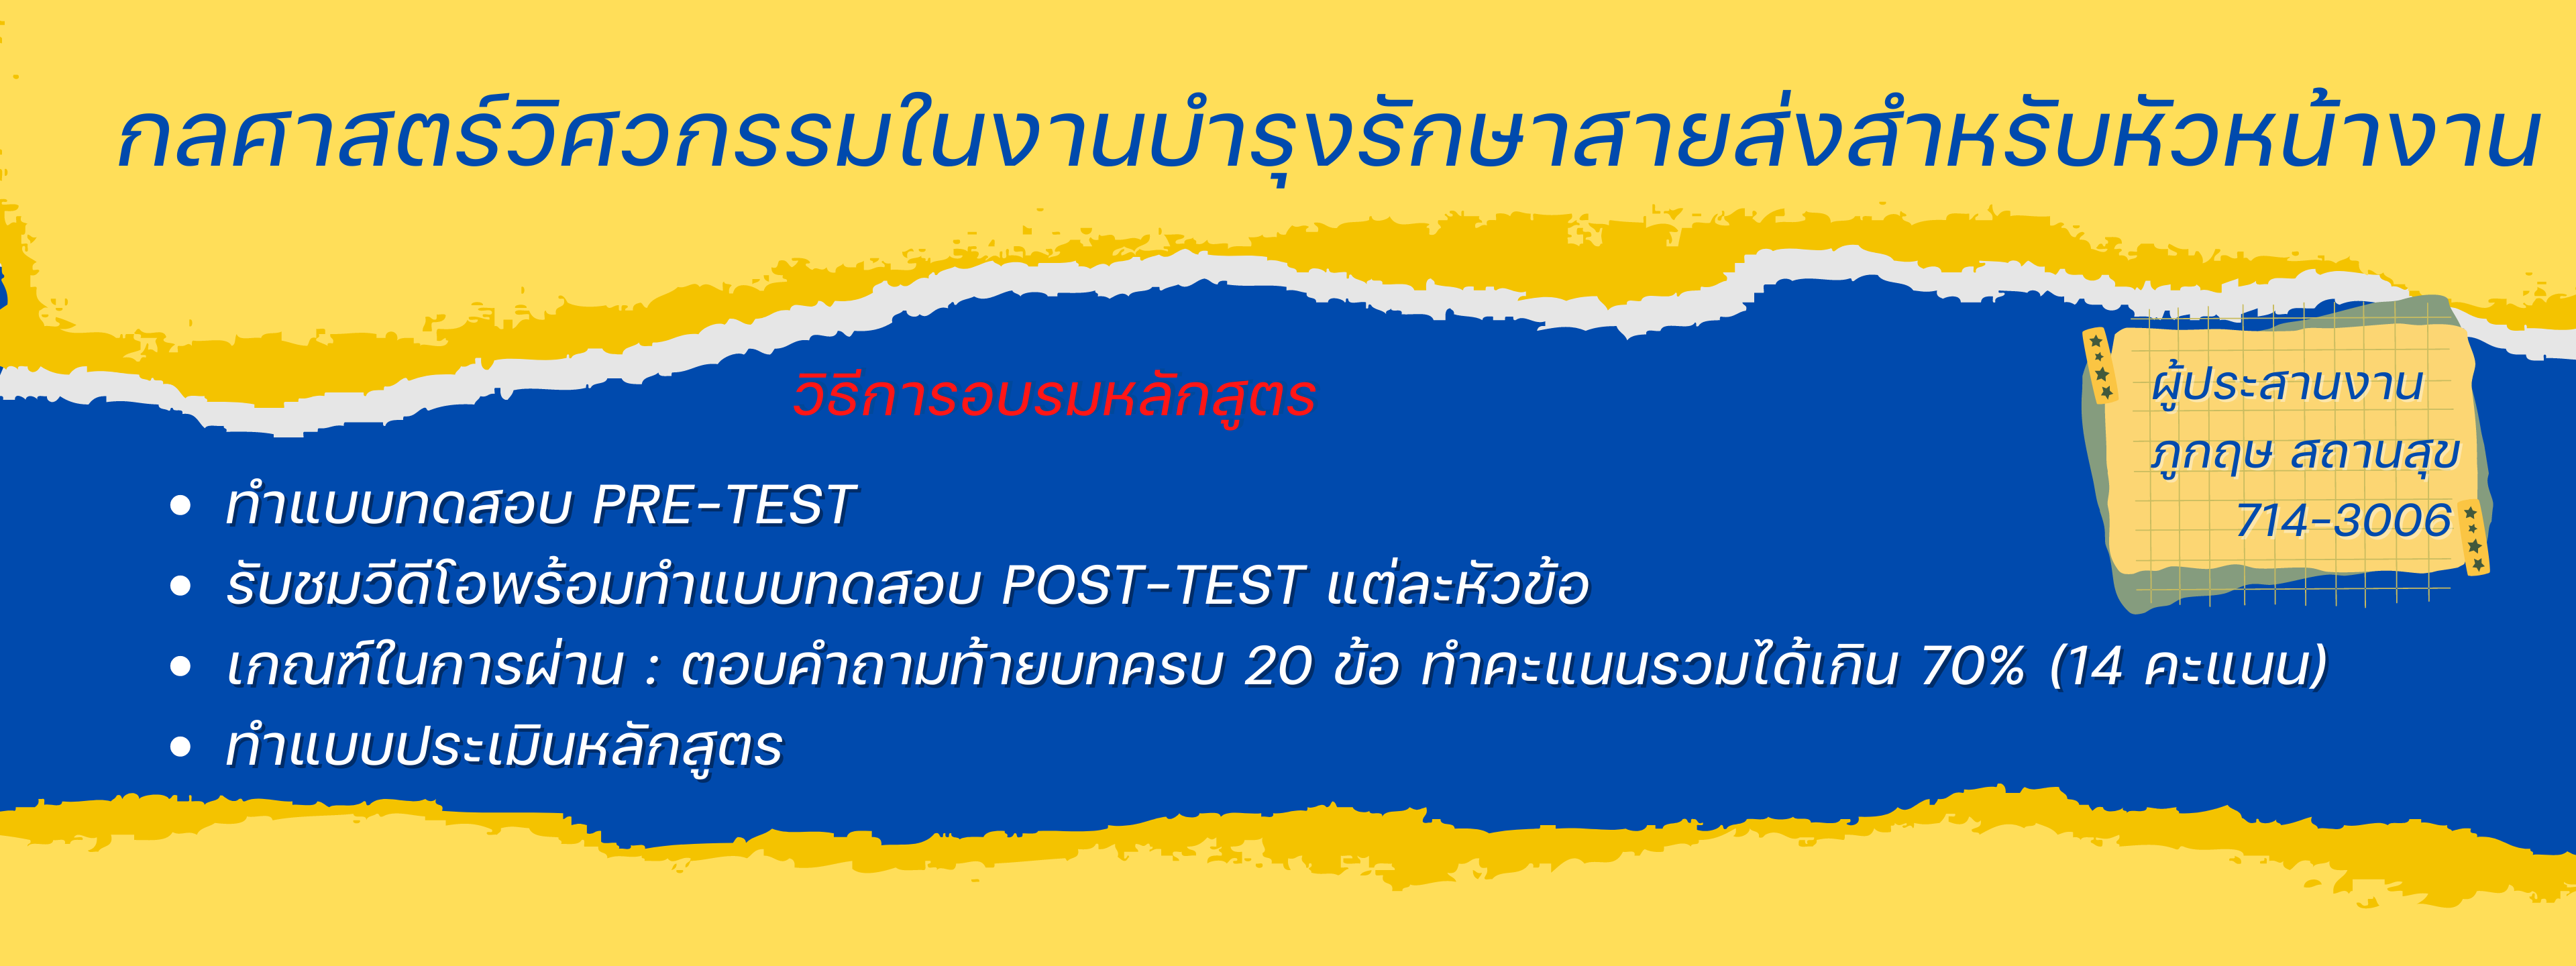 กลศาสตร์วิศวกรรมในงานบำรุงรักษาสายส่งสำหรับหัวหน้างาน
วิธีการอบรมหลักสูตร
• ทำแบบทดสอบ PRE-TEST
• รับชมวีดีโอพร้อมทำแบบทดสอบ POST-TEST แต่ละหัวข้อ
• เกณฑ์ในการผ่าน : ตอบคำถามท้ายบทครบ 20 ข้อ ทำคะแนนรวมได้เกิน 70% (14 คะแนน)
• ทำแบบประเมินหลักสูตร
ผู้ประสานงาน
ภูกฤษ สถานสุข
714-3006